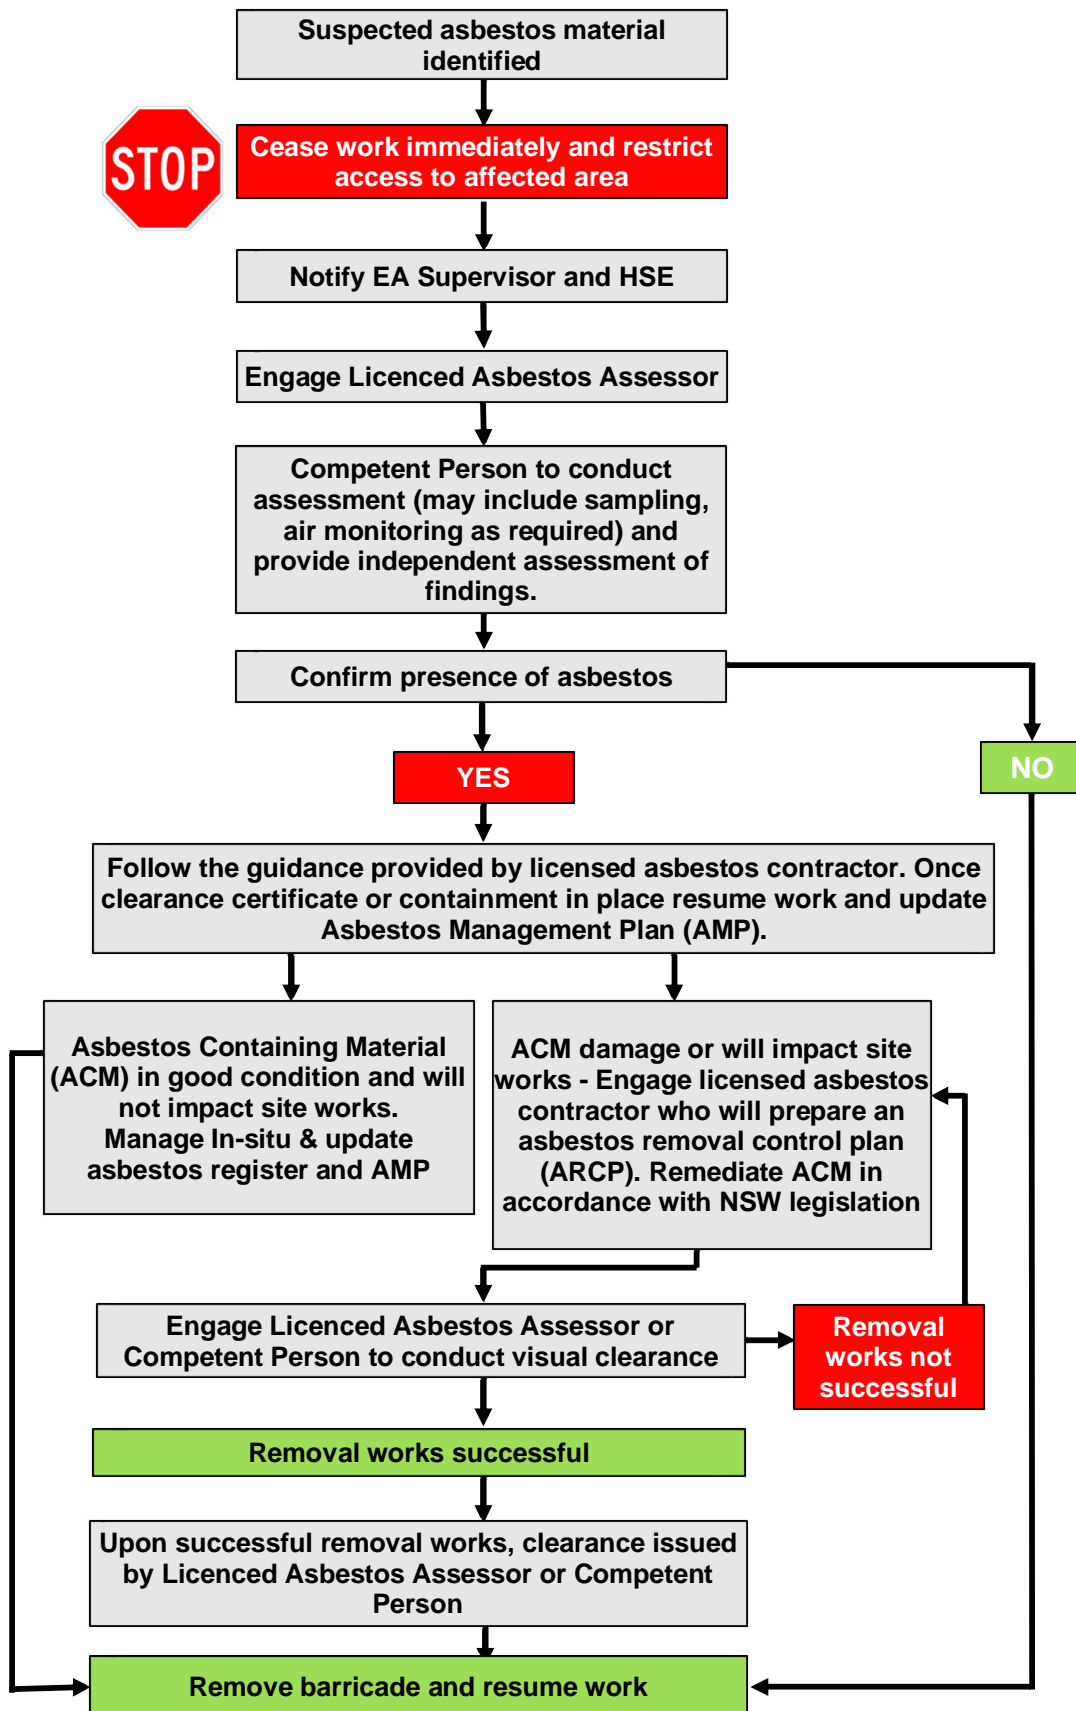 Suspected asbestos material
identified
STOP
Cease work immediately and restrict
access to affected area
Notify EA Supervisor and HSE
Engage Licenced Asbestos Assessor
Competent Person to conduct
assessment (may include sampling,
air monitoring as required) and
provide independent assessment of
findings.
Confirm presence of asbestos
YES
NO
Follow the guidance provided by licensed asbestos contractor. Once
clearance certificate or containment in place resume work and update
Asbestos Management Plan (AMP).
Asbestos Containing Material
(ACM) in good condition and will
not impact site works.
Manage In-situ & update
asbestos register and AMP
ACM damage or will impact site
works - Engage licensed asbestos
contractor who will prepare an
asbestos removal control plan
(ARCP). Remediate ACM in
accordance with NSW legislation
Engage Licenced Asbestos Assessor or
Competent Person to conduct visual clearance
Removal
works not
successful
Removal works successful
Upon successful removal works, clearance issued
by Licenced Asbestos Assessor or Competent
Person
Remove barricade and resume work